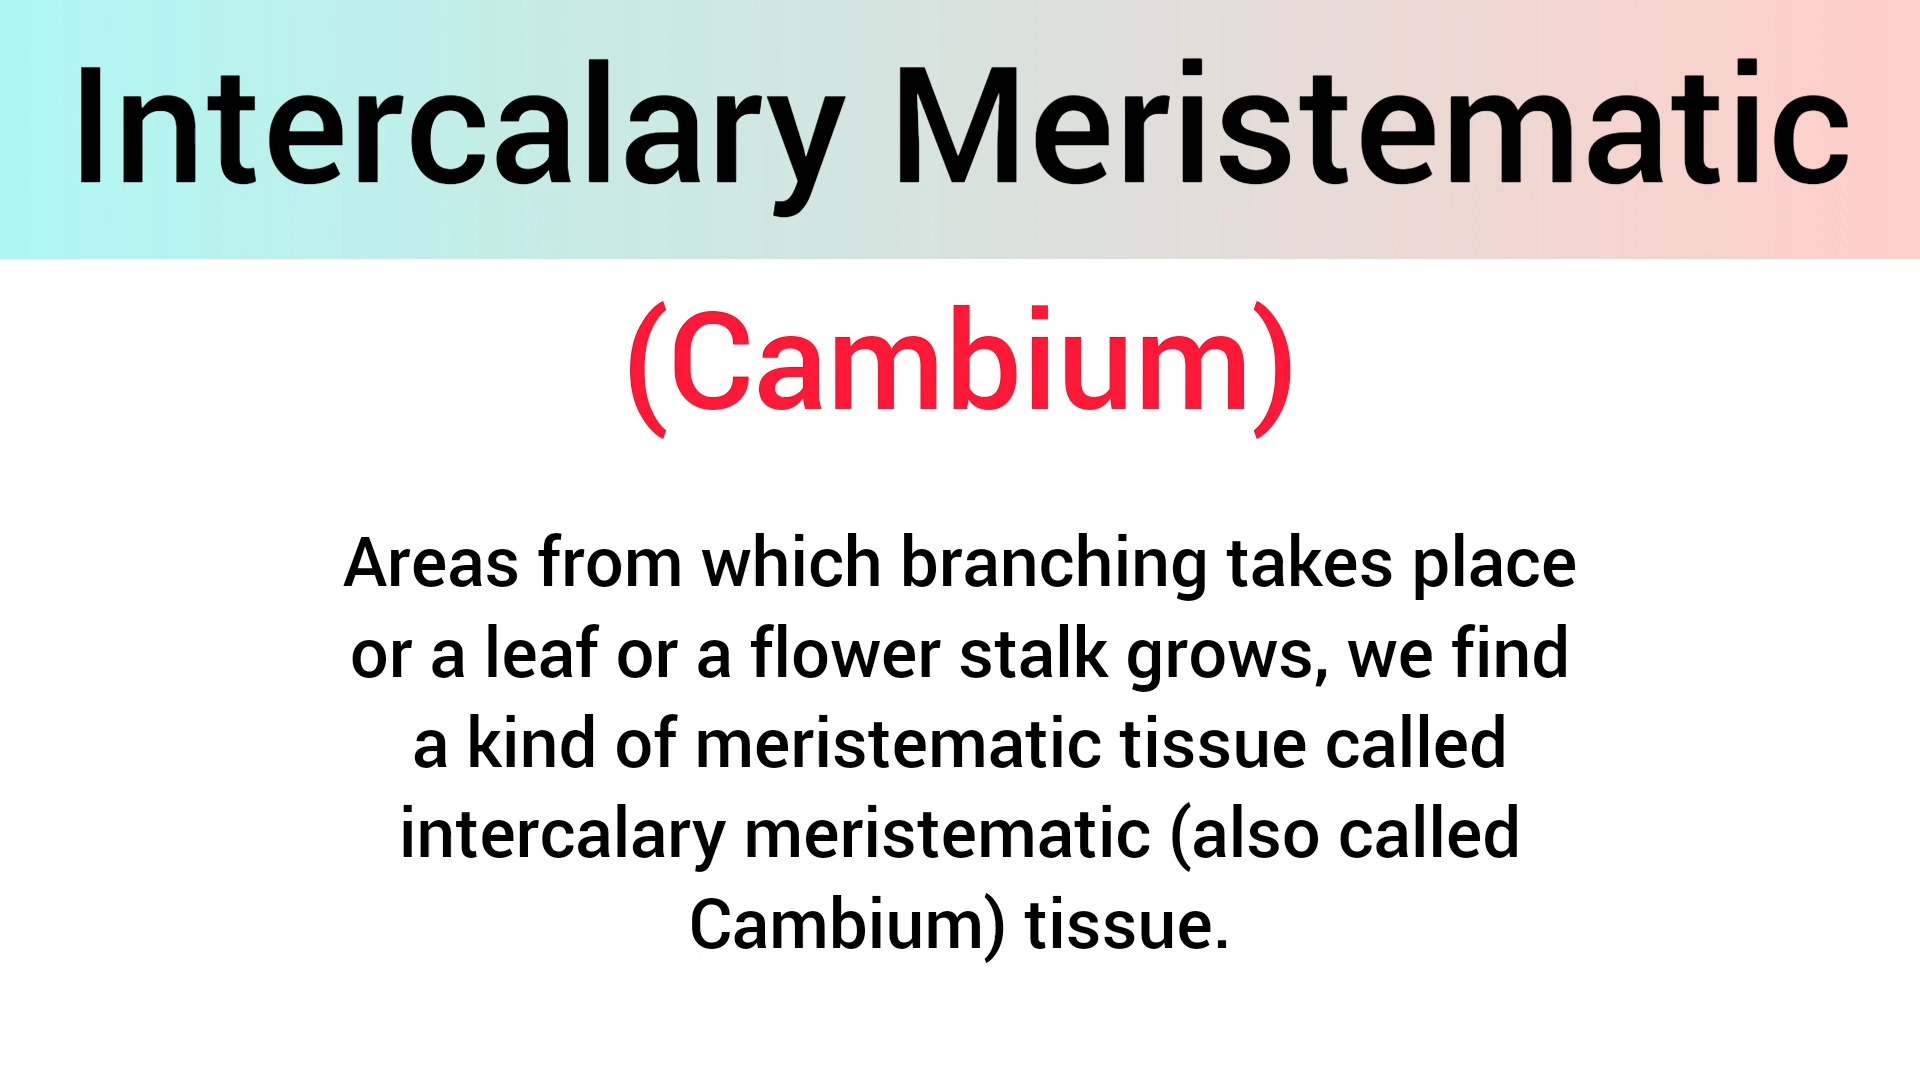 Intercalary Meristematic
(Cambium)
Areas from which branching takes place
or a leaf or a flower stalk grows, we find
a kind of meristematic tissue called
intercalary meristematic (also called
Cambium) tissue.